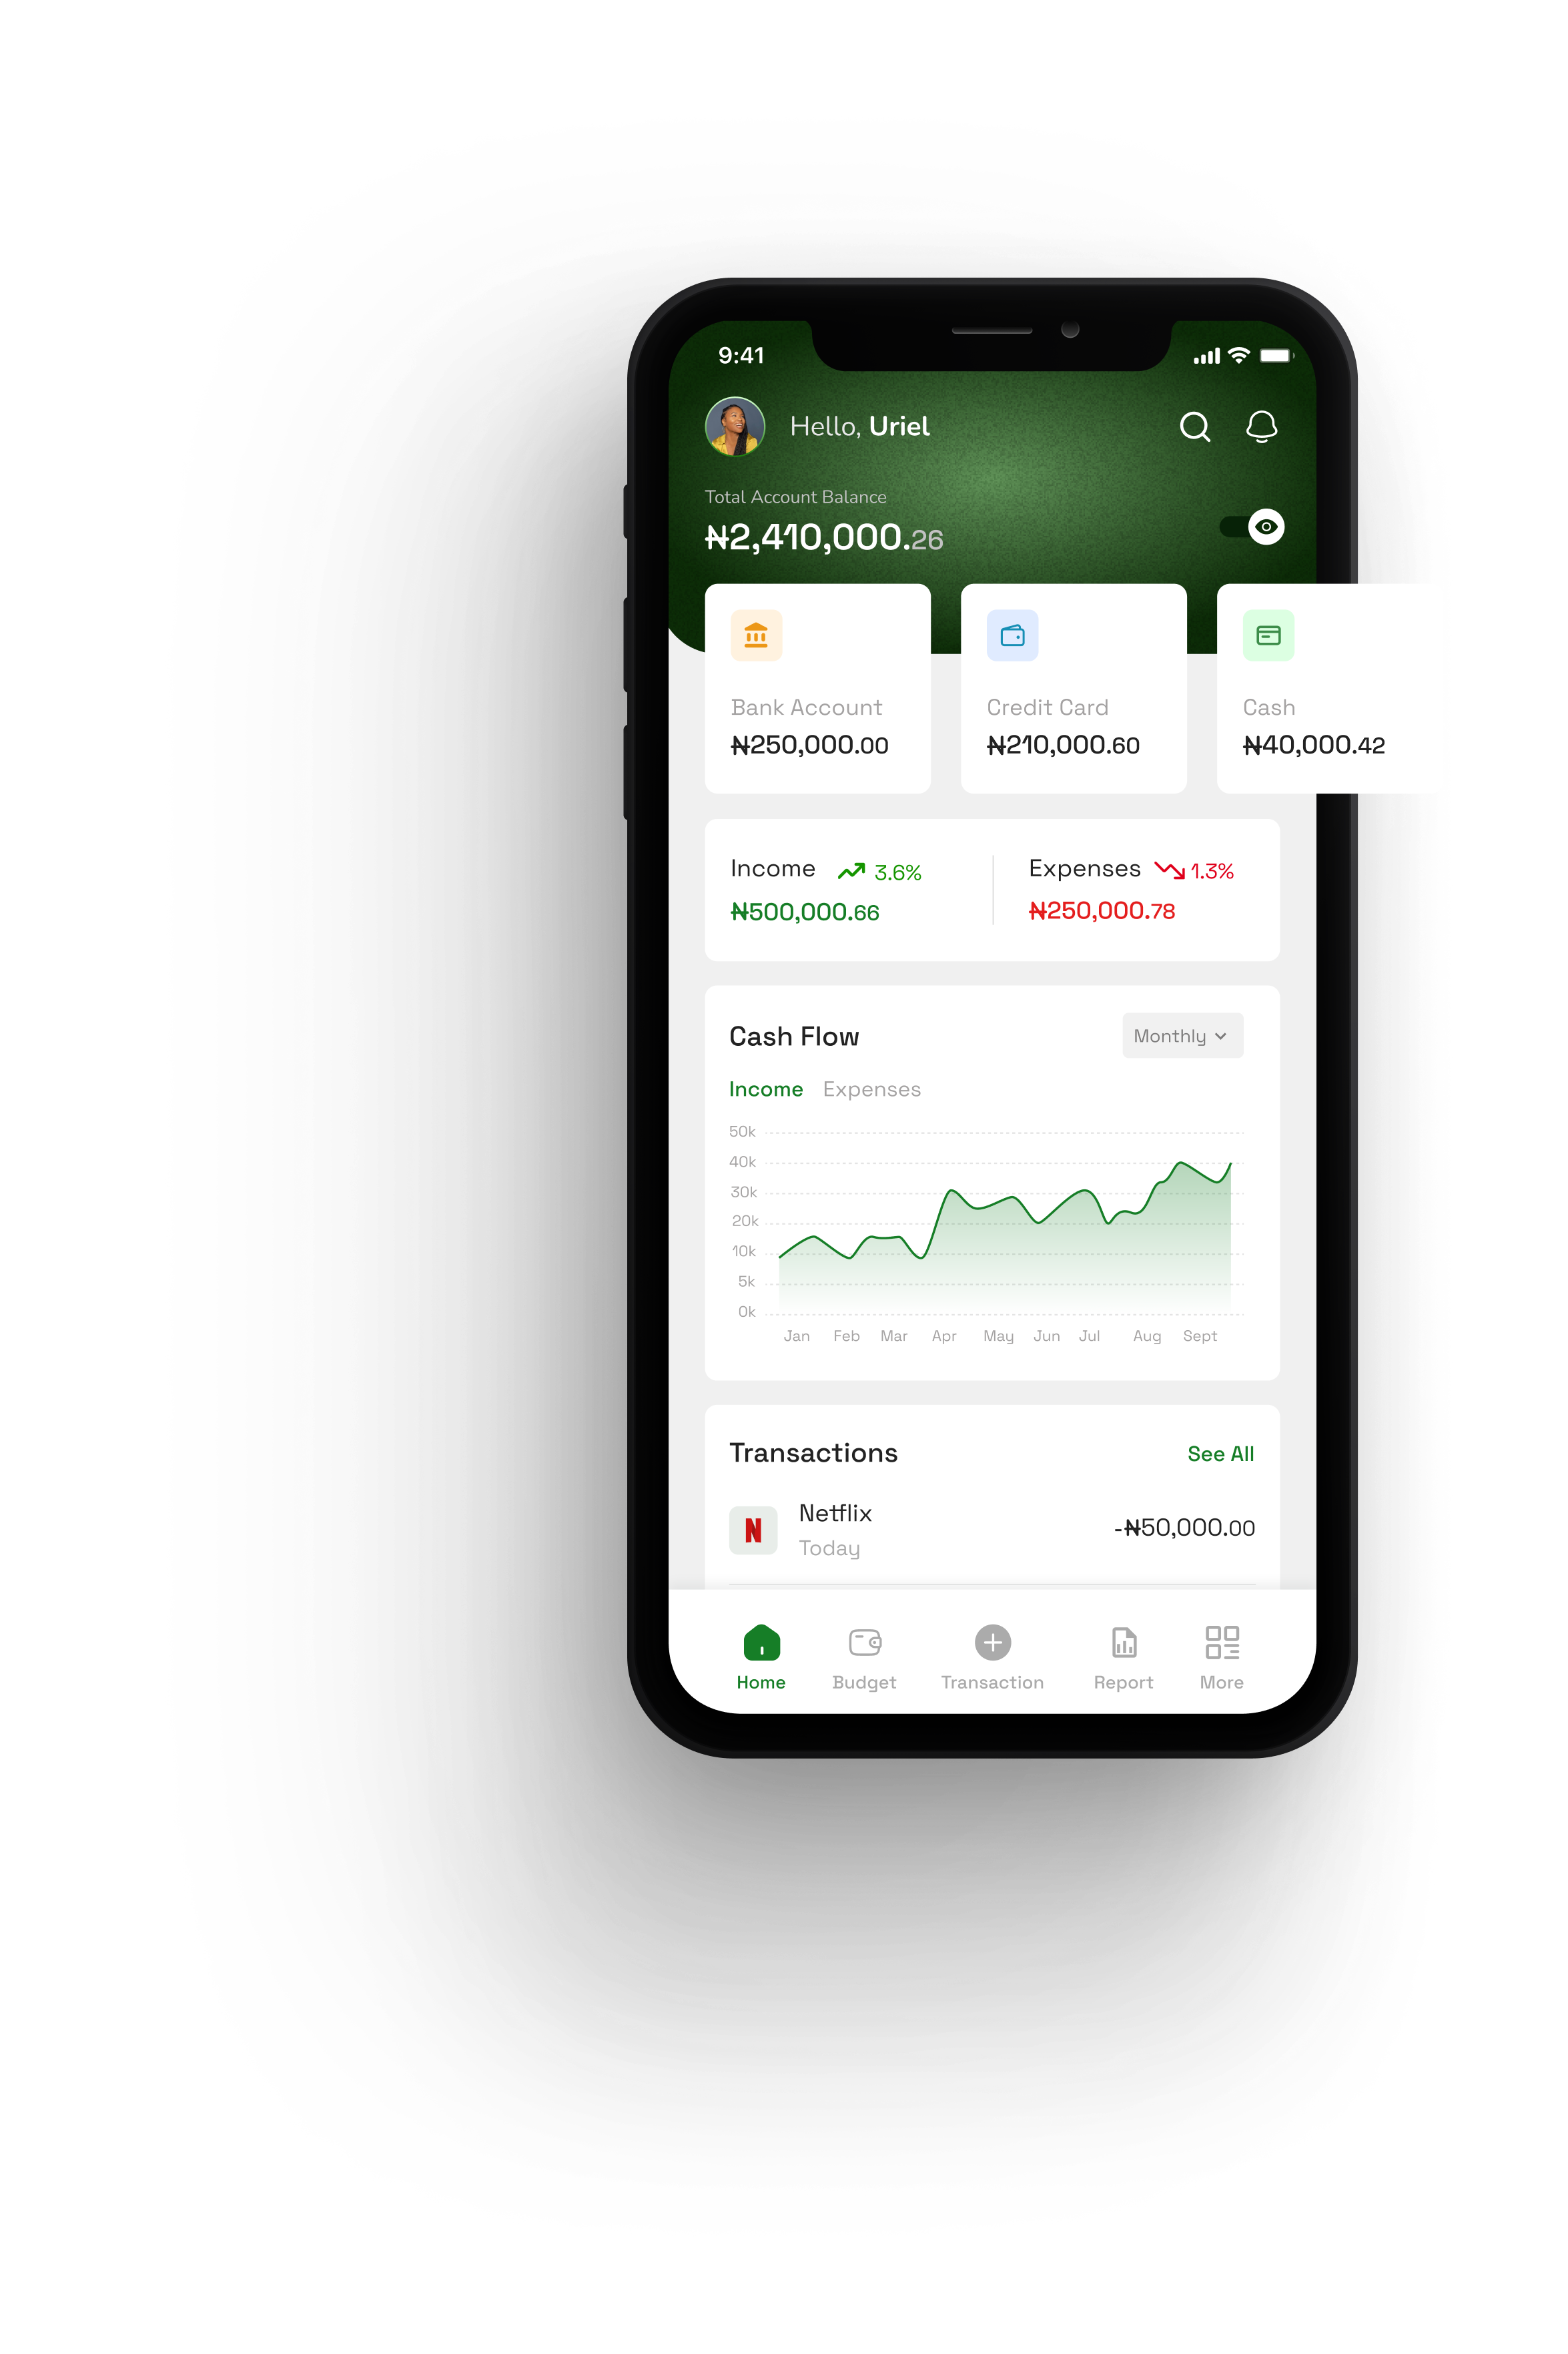 9:41
Hello, Uriel
Total Account Balance
₦2,410,000.26
Bank Account
₦250,000.00
Credit Card
₦210,000.60
Cash
₦40,000.42
Income 3.6%
₦500,000.66
Expenses 1.3%
₦250,000.78
Cash Flow
Monthly
Income Expenses
50k
40k
30k
20k
10k
5k
0k
Jan Feb Mar Apr May Jun Jul Aug Sept
Transactions See All
N
Netflix
Today
-₦50,000.00
Home Budget Transaction Report More